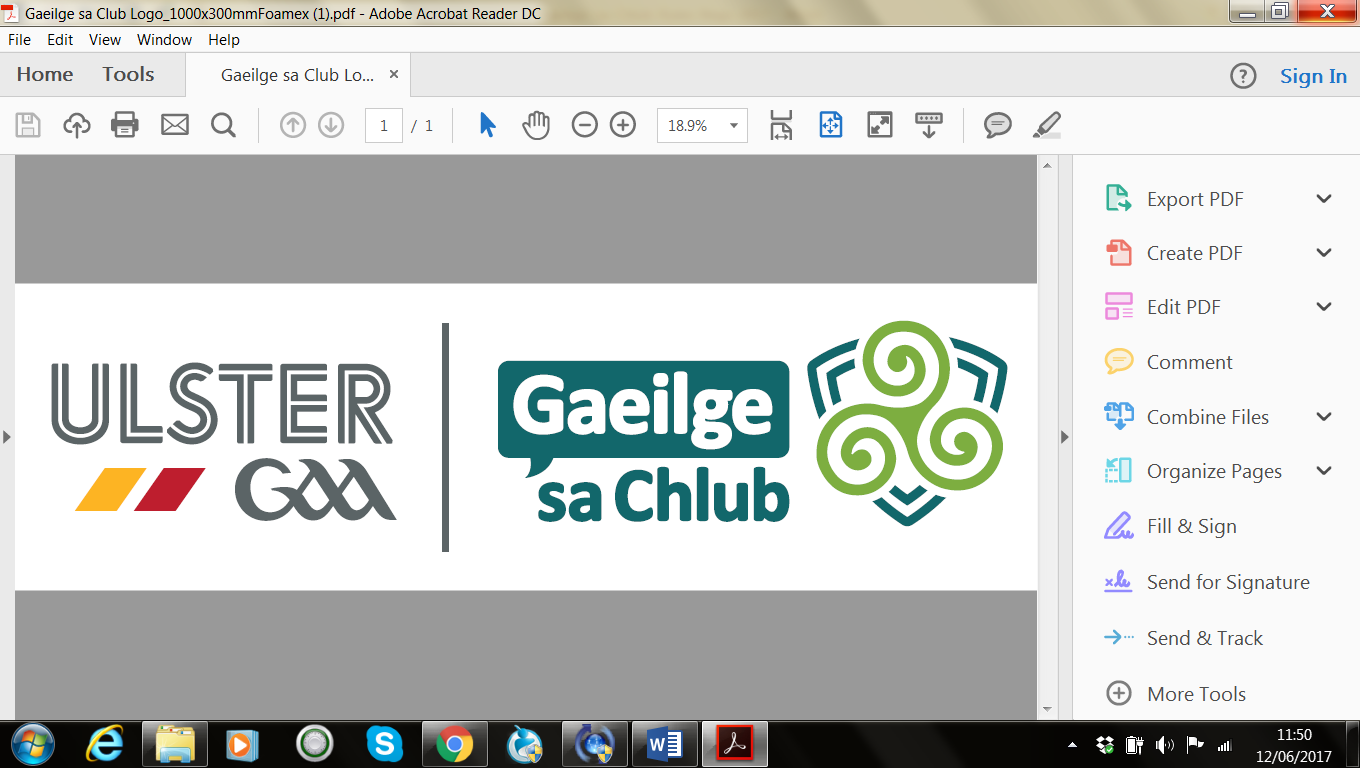 Gaeilge sa Club Logo_1000x300mmFoamex (1).pdf - Adobe Acrobat Reader DC
File Edit View Window Help
Home Tools Gaeilge sa Club Lo... × ? Sign In
1 / 1 18.9%
Export PDF
Create PDF
Edit PDF
Comment
Combine Files
Organize Pages
Fill & Sign
Send for Signature
Send & Track
More Tools
ULSTER
GAA
Gaeilge
sa Chlub
11:50
12/06/2017